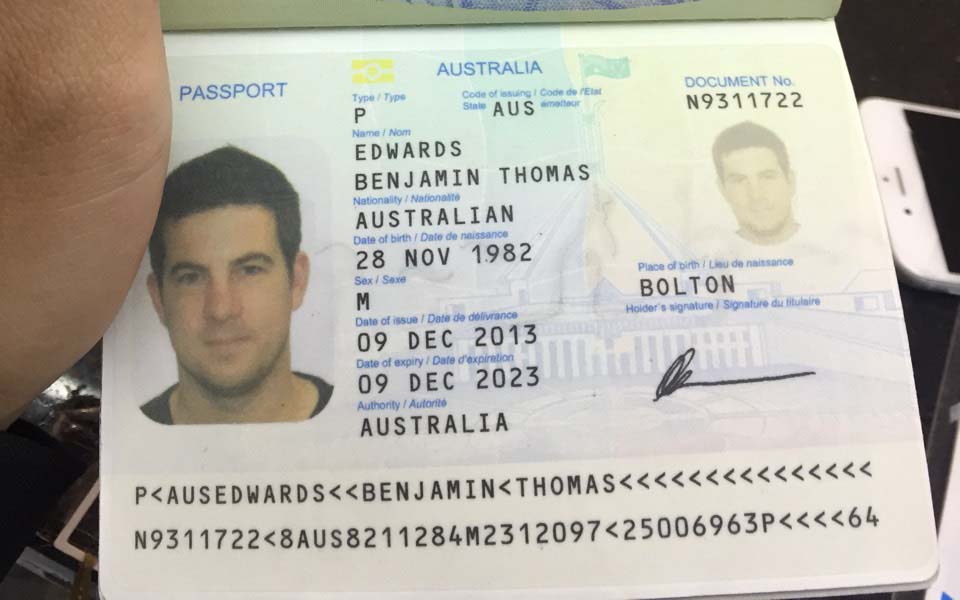 PASSPORT
AUSTRALIA
Type / Type
P
Code of issuing / Code de l'Etat
State AUS émetteur
DOCUMENT No.
N9311722
Name / Nom
EDWARDS
BENJAMIN THOMAS
Nationality / Nationalité
AUSTRALIAN
Date of birth / Date de naissance
28 NOV 1982
Sex / Sexe
M
Place of birth / Lieu de naissance
BOLTON
Date of issue / Date de délivrance
09 DEC 2013
Holder's signature / Signature du titulaire
Date of expiry / Date d'expiration
09 DEC 2023
Authority / Autorité
AUSTRALIA
P<AUSEDWARDS<<BENJAMIN<THOMAS<<<<<<<<<<<<<<<
N9311722<8AUS8211284M2312097<25006963P<<<<64